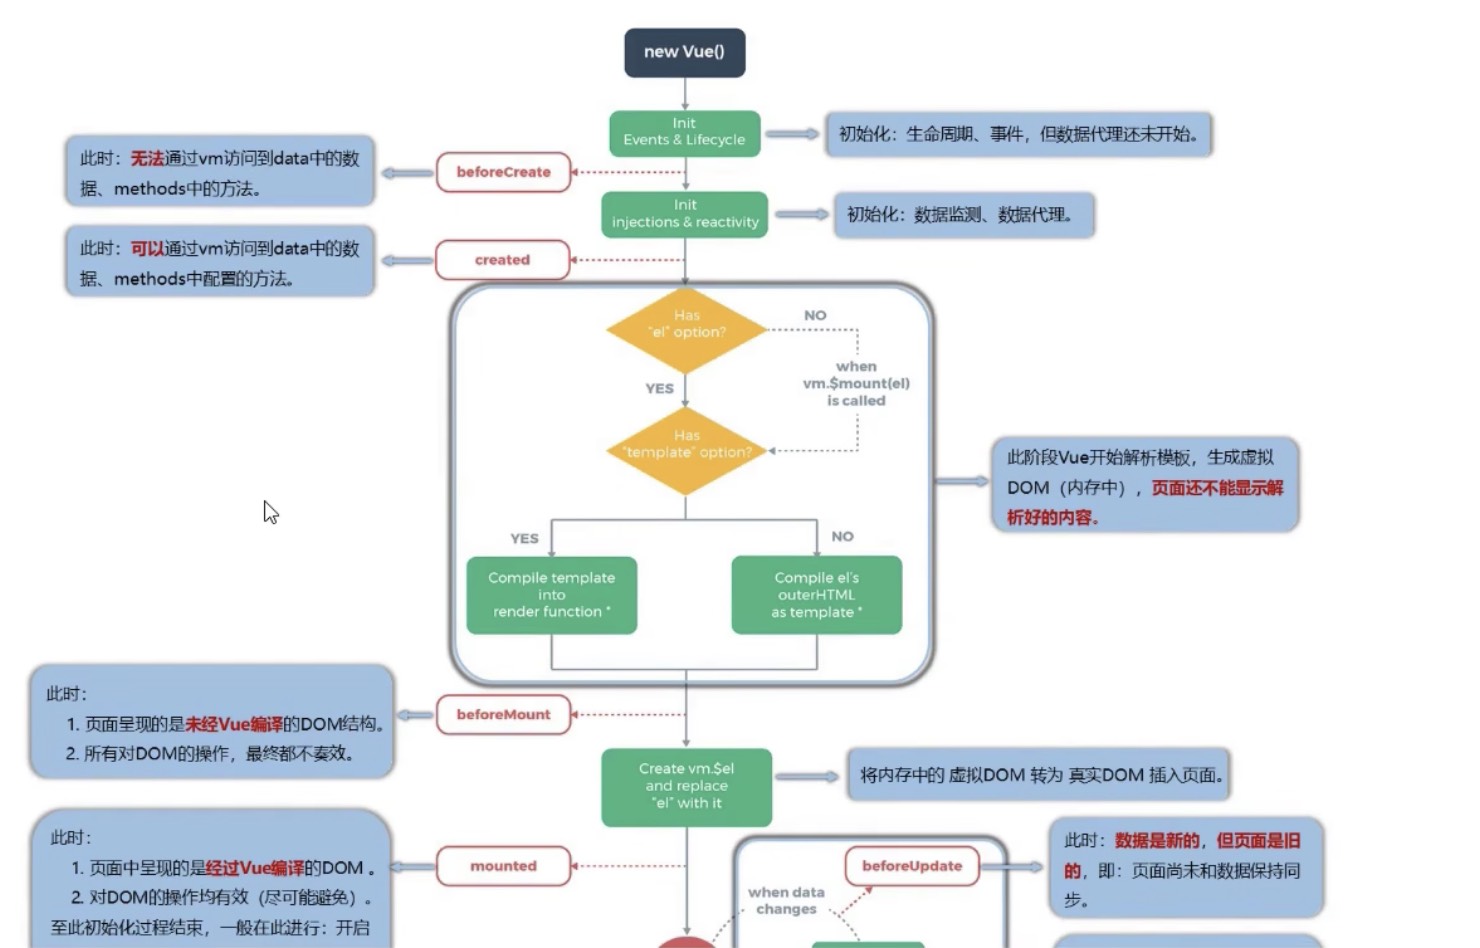 new Vue()
Init
Events & Lifecycle
初始化：生命周期、事件，但数据代理还未开始。
此时：无法通过vm访问到data中的数
据、methods中的方法。
beforeCreate
Init
injections & reactivity
初始化：数据监测、数据代理。
此时：可以通过vm访问到data中的数
据、methods中配置的方法。
created
Has
"el" option?
NO
when
vm.$mount(el)
is called
YES
Has
"template" option?
此阶段Vue开始解析模板，生成虚拟
DOM（内存中），页面还不能显示解
析好的内容。
YES
NO
Compile template
into
render function *
Compile el's
outerHTML
as template *
此时：
1. 页面呈现的是未经Vue编译的DOM结构。
2. 所有对DOM的操作，最终都不奏效。
beforeMount
Create vm.$el
and replace
"el" with it
将内存中的 虚拟DOM 转为 真实DOM 插入页面。
此时：
1. 页面中呈现的是经过Vue编译的DOM 。
2. 对DOM的操作均有效（尽可能避免）。
至此初始化过程结束，一般在此进行：开启
mounted
beforeUpdate
when data
changes
此时：数据是新的，但页面是旧
的，即：页面尚未和数据保持同
步。